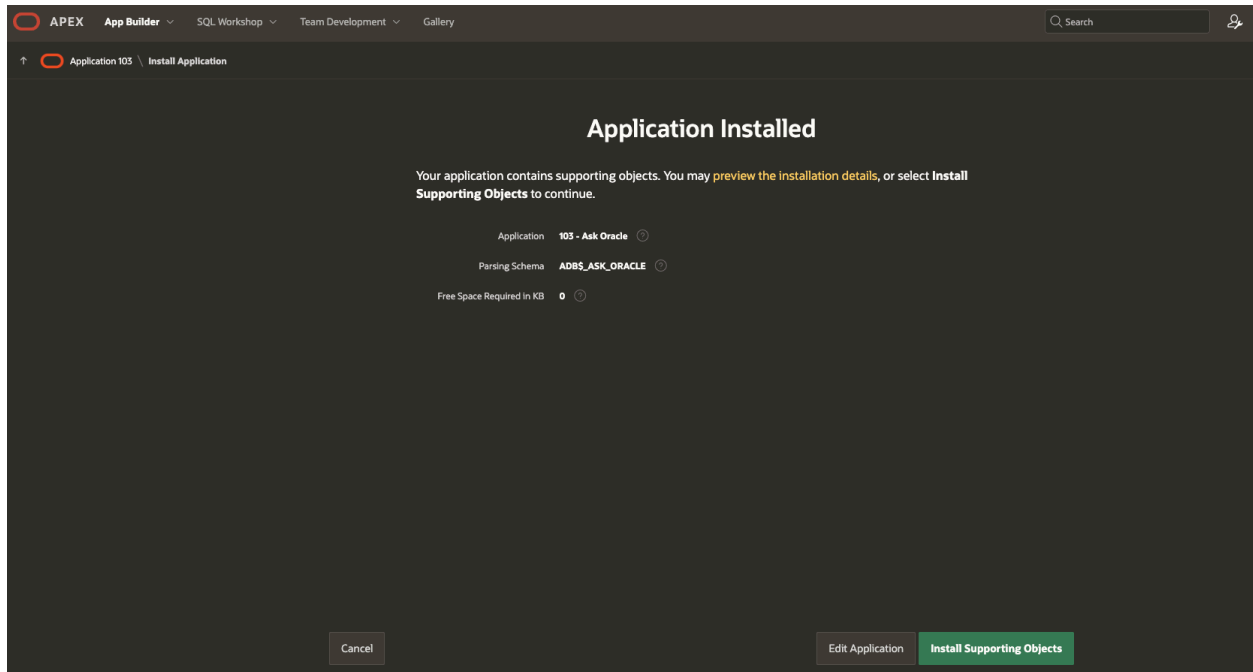 APEX App Builder SQL Workshop Team Development Gallery Search
Application 103 \ Install Application
Application Installed
Your application contains supporting objects. You may preview the installation details, or select Install
Supporting Objects to continue.
Application 103 - Ask Oracle
Parsing Schema ADB$_ASK_ORACLE
Free Space Required in KB 0
Cancel Edit Application Install Supporting Objects